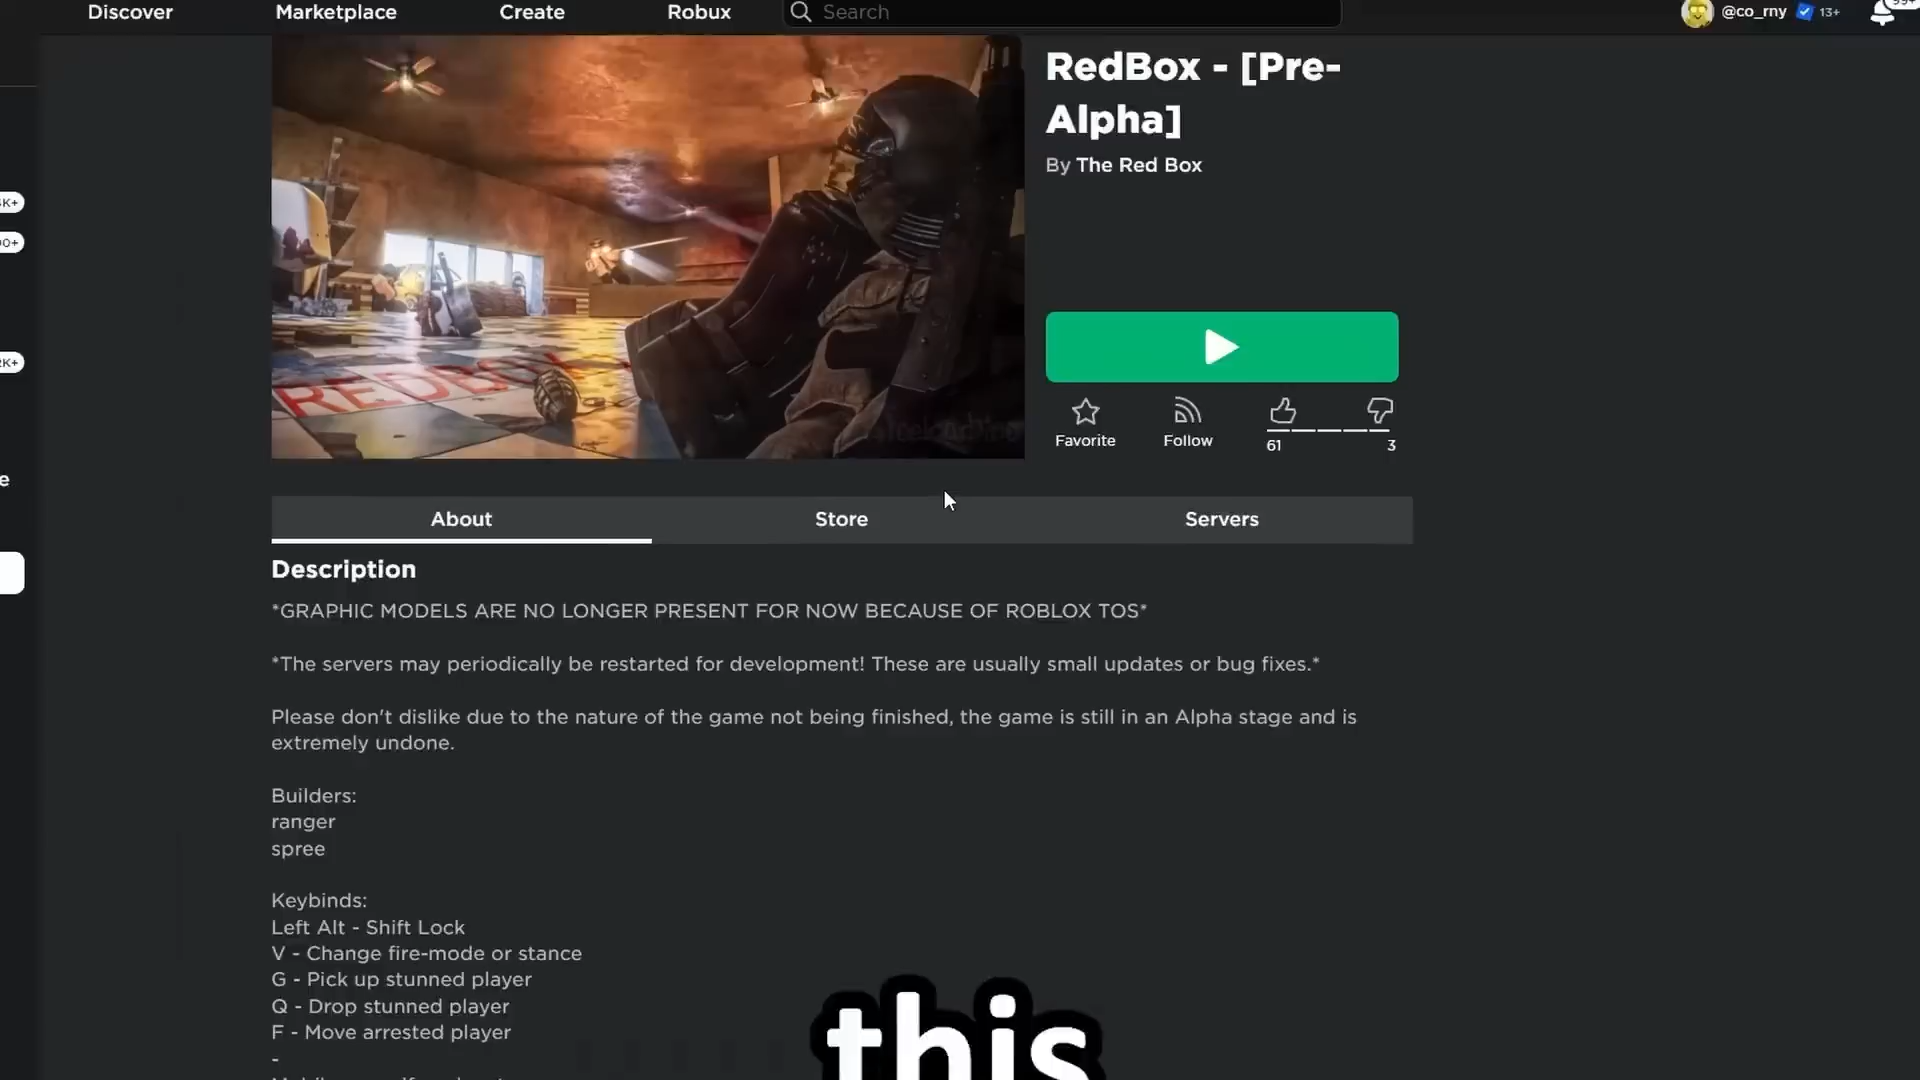 Discover
Marketplace
Create
Robux
Search
@co_rny
13+
RedBox - [Pre-
Alpha]
By The Red Box
REDBOX
Favorite
Follow
61
3
About
Store
Servers
Description
*GRAPHIC MODELS ARE NO LONGER PRESENT FOR NOW BECAUSE OF ROBLOX TOS*
*The servers may periodically be restarted for development! These are usually small updates or bug fixes.*
Please don't dislike due to the nature of the game not being finished, the game is still in an Alpha stage and is
extremely undone.
Builders:
ranger
spree
Keybinds:
Left Alt - Shift Lock
V - Change fire-mode or stance
G - Pick up stunned player
Q - Drop stunned player
F - Move arrested player
-
this